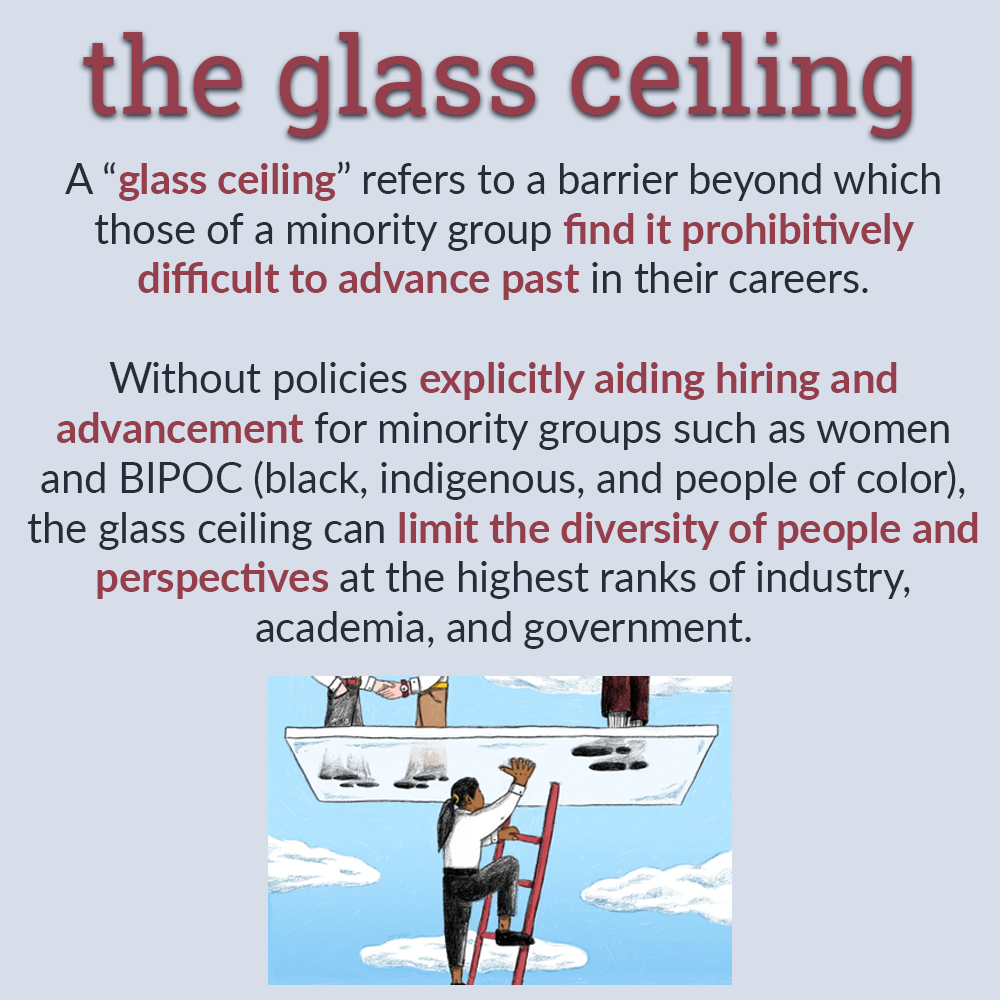 the glass ceiling
A “glass ceiling” refers to a barrier beyond which
those of a minority group find it prohibitively
difficult to advance past in their careers.
Without policies explicitly aiding hiring and
advancement for minority groups such as women
and BIPOC (black, indigenous, and people of color),
the glass ceiling can limit the diversity of people and
perspectives at the highest ranks of industry,
academia, and government.